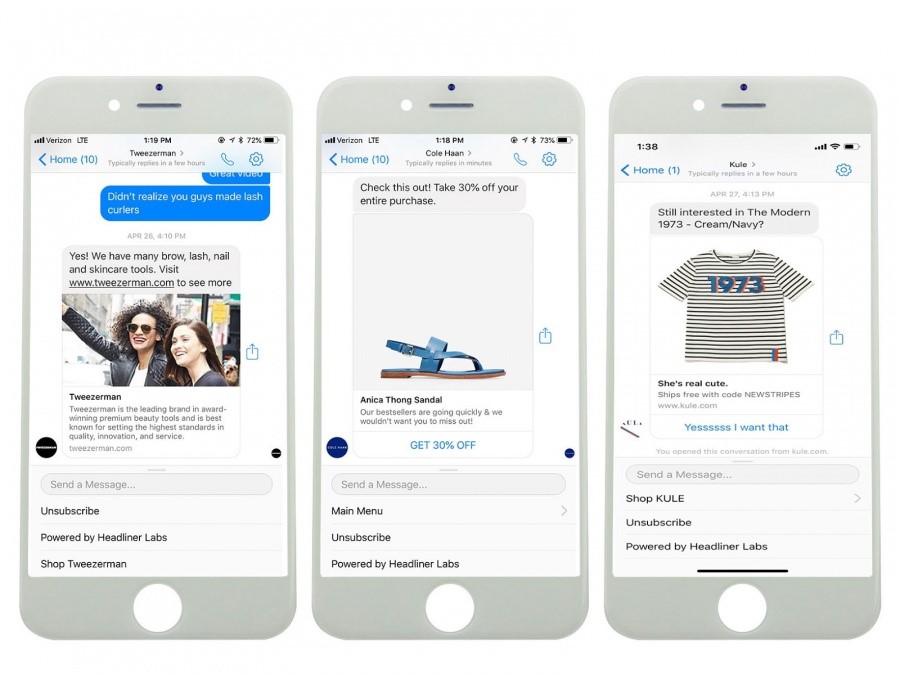 Verizon LTE 1:19 PM 72%
Home (10) Tweezerman
Typically replies in a few hours
Great video
Didn't realize you guys made lash
curlers
APR 26, 4:10 PM
Yes! We have many brow, lash, nail
and skincare tools. Visit
www.tweezerman.com to see more
Tweezerman
Tweezerman is the leading brand in award-
winning premium beauty tools and is best
known for setting the highest standards in
quality, innovation, and service.
tweezerman.com
Send a Message...
Unsubscribe
Powered by Headliner Labs
Shop Tweezerman
Verizon LTE 1:18 PM 73%
Home (10) Cole Haan
Typically replies in minutes
Check this out! Take 30% off your
entire purchase.
Anica Thong Sandal
Our bestsellers are going quickly & we
wouldn't want you to miss out!
GET 30% OFF
COLE HAAN
Send a Message...
Main Menu
Unsubscribe
Powered by Headliner Labs
1:38
Home (1) Kule
Typically replies in a few hours
APR 27, 4:13 PM
Still interested in The Modern
1973 - Cream/Navy?
1973
She's real cute.
Ships free with code NEWSTRIPES
www.kule.com
Yessssss I want that
You opened this conversation from kule.com.
Send a Message...
Shop KULE
Unsubscribe
Powered by Headliner Labs